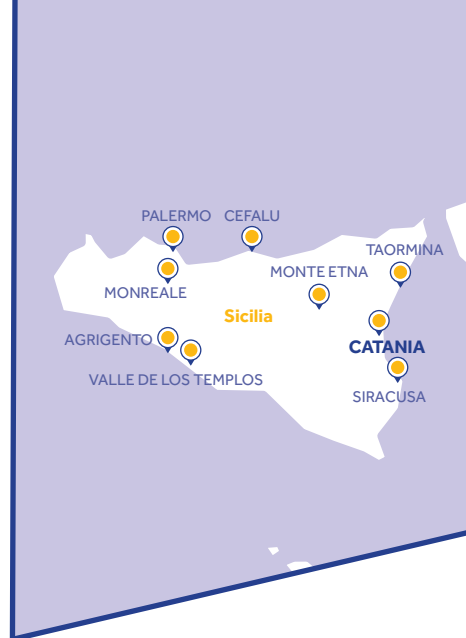 PALERMO
CEFALU
TAORMINA
MONTE ETNA
MONREALE
Sicilia
AGRIGENTO
CATANIA
VALLE DE LOS TEMPLOS
SIRACUSA